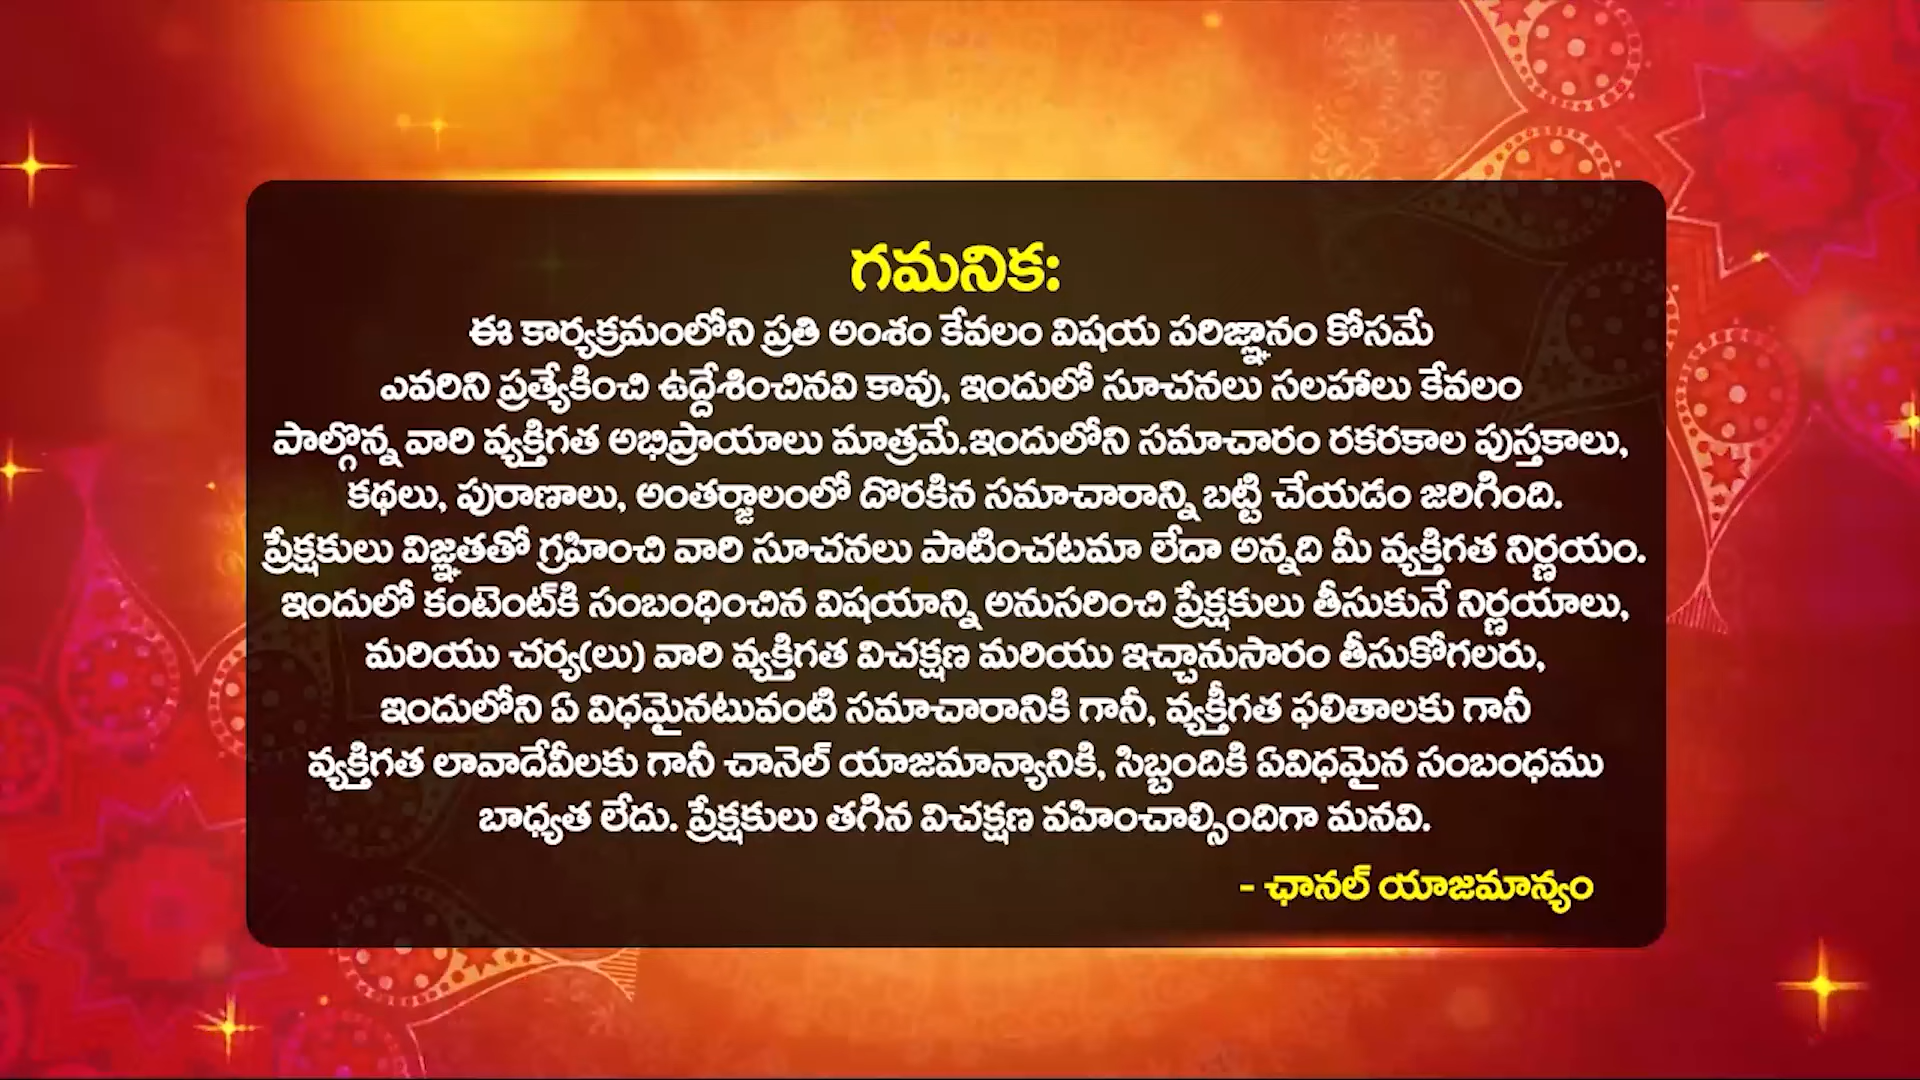 గమనిక:
ఈ కార్యక్రమంలోని ప్రతి అంశం కేవలం విషయ పరిజ్ఞానం కోసమే
ఎవరిని ప్రత్యేకించి ఉద్దేశించినవి కావు, ఇందులో సూచనలు సలహాలు కేవలం
పాల్గొన్న వారి వ్యక్తిగత అభిప్రాయాలు మాత్రమే.ఇందులోని సమాచారం రకరకాల పుస్తకాలు,
కథలు, పురాణాలు, అంతర్జాలంలో దొరకిన సమాచారాన్ని బట్టి చేయడం జరిగింది.
ప్రేక్షకులు విజ్ఞతతో గ్రహించి వారి సూచనలు పాటించటమా లేదా అన్నది మీ వ్యక్తిగత నిర్ణయం.
ఇందులో కంటెంట్‌కి సంబంధించిన విషయాన్ని అనుసరించి ప్రేక్షకులు తీసుకునే నిర్ణయాలు,
మరియు చర్య(లు) వారి వ్యక్తిగత విచక్షణ మరియు ఇచ్చానుసారం తీసుకోగలరు,
ఇందులోని ఏ విధమైనటువంటి సమాచారానికి గానీ, వ్యక్తీగత ఫలితాలకు గానీ
వ్యక్తిగత లావాదేవీలకు గానీ చానెల్ యాజమాన్యానికి, సిబ్బందికి ఏవిధమైన సంబంధము
బాధ్యత లేదు. ప్రేక్షకులు తగిన విచక్షణ వహించాల్సిందిగా మనవి.
- ఛానల్ యాజమాన్యం